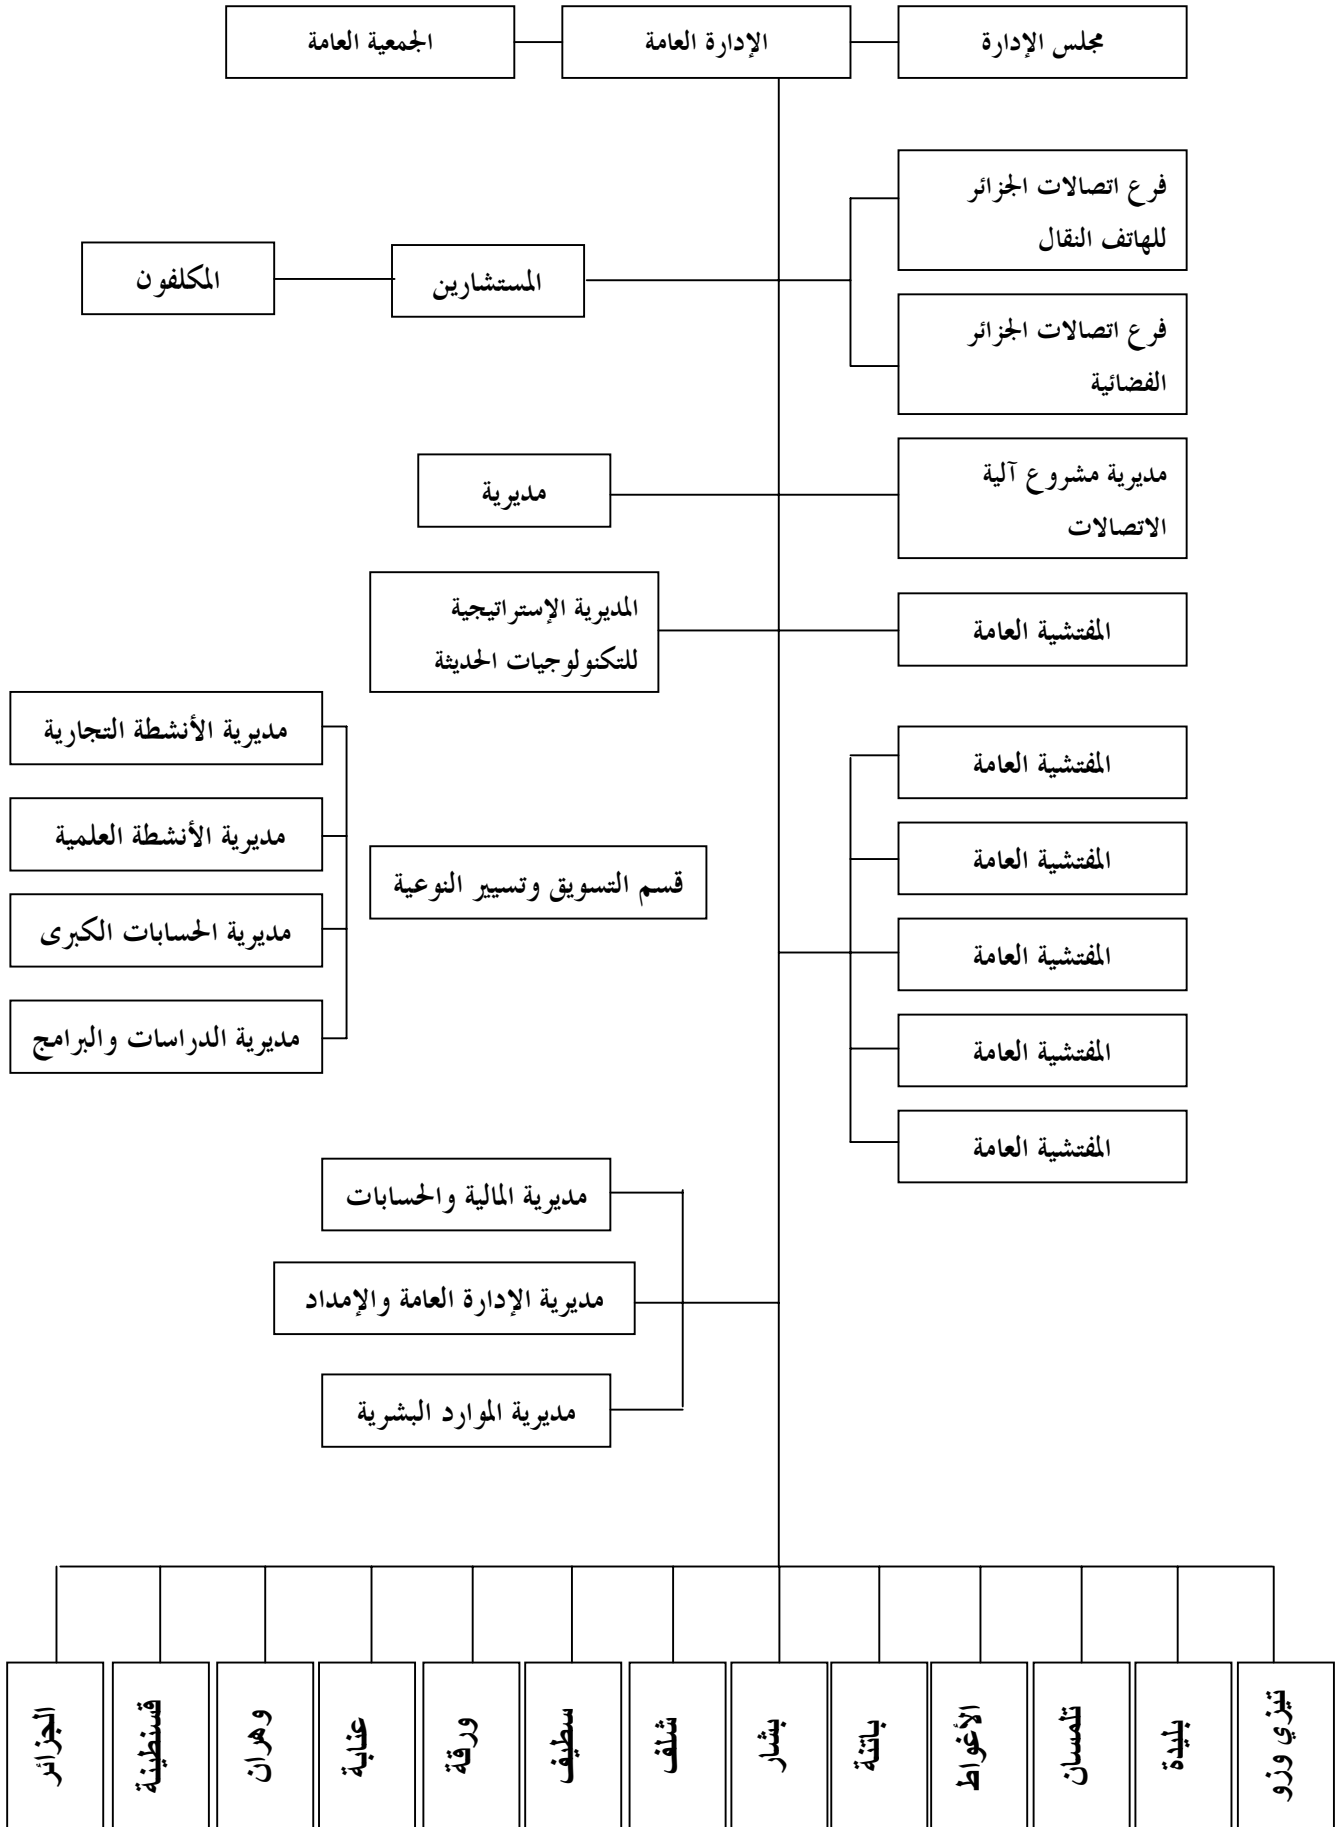 مجلس الإدارة
الإدارة العامة
الجمعية العامة
فرع اتصالات الجزائر
للهاتف النقال
المستشارين
المكلفون
فرع اتصالات الجزائر
الفضائية
مديرية مشروع آلية
الاتصالات
مديرية
المفتشية العامة
المديرية الإستراتيجية
للتكنولوجيات الحديثة
المفتشية العامة
المفتشية العامة
المفتشية العامة
المفتشية العامة
المفتشية العامة
قسم التسويق وتسيير النوعية
مديرية الأنشطة التجارية
مديرية الأنشطة العلمية
مديرية الحسابات الكبرى
مديرية الدراسات والبرامج
مديرية المالية والحسابات
مديرية الإدارة العامة والإمداد
مديرية الموارد البشرية
تيزي وزو
بليدة
تلمسان
الأغواط
باتنة
بشار
شلف
سطيف
ورقة
عنابة
وهران
قسنطينة
الجزائر